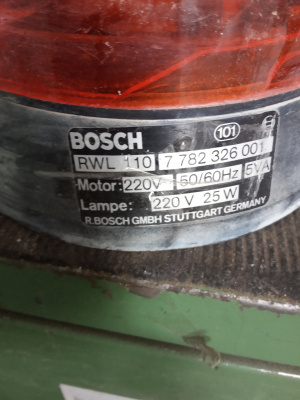 BOSCH 101
RWL 110 7 782 326 001
Motor: 220V 50/60Hz 5VA
Lampe: 220 V 25 W
R.BOSCH GMBH STUTTGART GERMANY